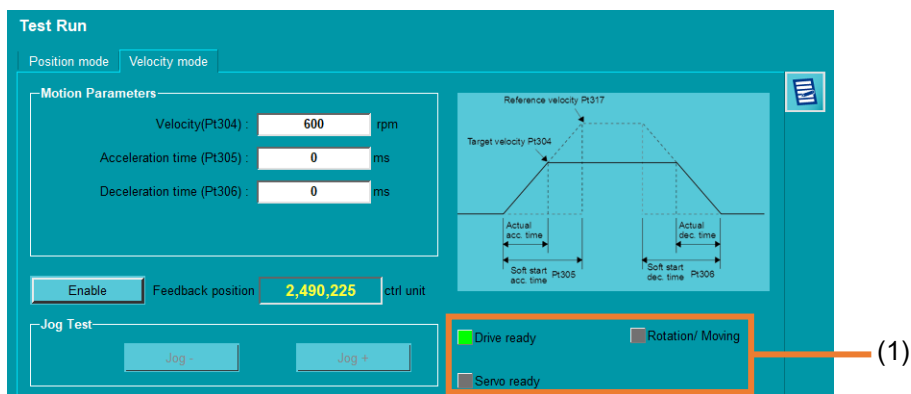 Test Run
Position mode Velocity mode
Motion Parameters
Velocity(Pt304) : 600 rpm
Acceleration time (Pt305) : 0 ms
Deceleration time (Pt306) : 0 ms
Reference velocity Pt317
Target velocity Pt304
Actual acc. time
Actual dec. time
Soft start acc. time Pt305
Soft start dec. time Pt306
Enable Feedback position 2,490,225 ctrl unit
Jog Test
Jog - Jog +
Drive ready Rotation/ Moving
Servo ready
(1)